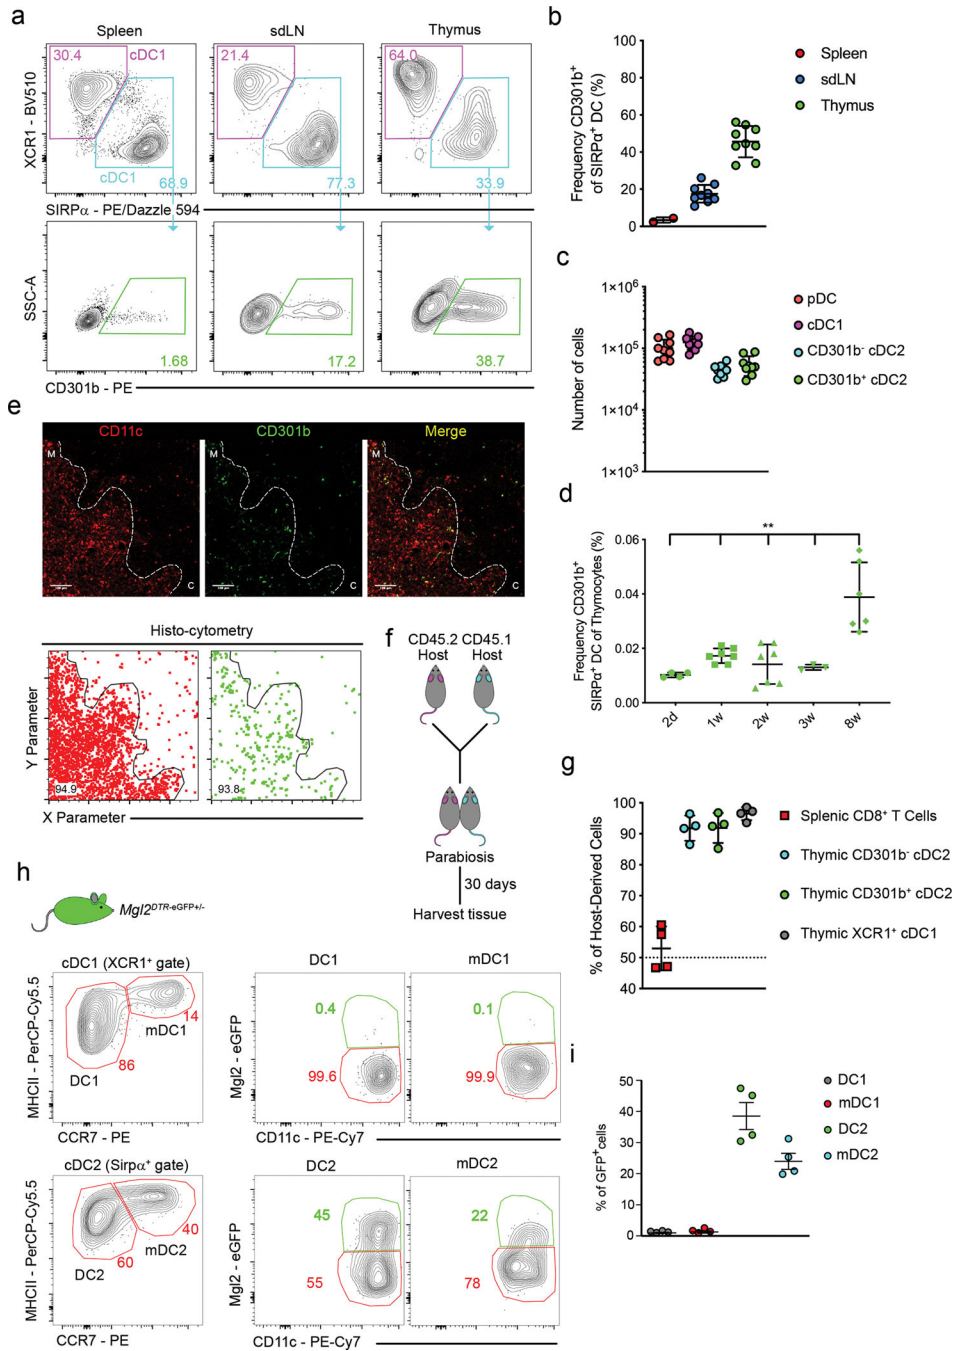 a
Spleen
sdLN
Thymus
30.4
cDC1
21.4
64.0
XCR1 - BV510
cDC1
68.9
77.3
33.9
SIRPα - PE/Dazzle 594
SSC-A
1.68
17.2
38.7
CD301b - PE
b
Frequency CD301b⁺
of SIRPα⁺ DC (%)
100
80
60
40
20
0
Spleen
sdLN
Thymus
c
Number of cells
1×10⁶
1×10⁵
1×10⁴
1×10³
pDC
cDC1
CD301b⁻ cDC2
CD301b⁺ cDC2
d
Frequency CD301b⁺
SIRPα⁺ DC of Thymocytes (%)
**
0.06
0.04
0.02
0.00
2d
1w
2w
3w
8w
e
CD11c
CD301b
Merge
M
C
M
C
M
C
Histo-cytometry
Y Parameter
94.9
93.8
X Parameter
f
CD45.2 CD45.1
Host Host
Parabiosis
30 days
Harvest tissue
g
% of Host-Derived Cells
100
90
80
70
60
50
40
Splenic CD8⁺ T Cells
Thymic CD301b⁻ cDC2
Thymic CD301b⁺ cDC2
Thymic XCR1⁺ cDC1
h
Mgl2ᴰᵀᴿ⁻ᵉᴳᶠᴾ⁺ᐟ⁻
cDC1 (XCR1⁺ gate)
MHCII - PerCP-Cy5.5
mDC1
14
DC1
86
CCR7 - PE
DC1
mDC1
Mgl2 - eGFP
0.4
0.1
99.6
99.9
CD11c - PE-Cy7
cDC2 (Sirpα⁺ gate)
MHCII - PerCP-Cy5.5
40
mDC2
60
DC2
CCR7 - PE
DC2
mDC2
Mgl2 - eGFP
45
22
55
78
CD11c - PE-Cy7
i
% of GFP⁺cells
50
40
30
20
10
0
DC1
mDC1
DC2
mDC2